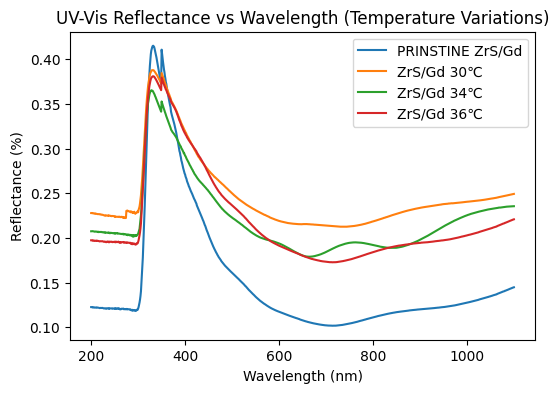 UV-Vis Reflectance vs Wavelength (Temperature Variations)
PRINSTINE ZrS/Gd
ZrS/Gd 30℃
ZrS/Gd 34℃
ZrS/Gd 36℃
Reflectance (%)
0.40
0.35
0.30
0.25
0.20
0.15
0.10
200 400 600 800 1000
Wavelength (nm)